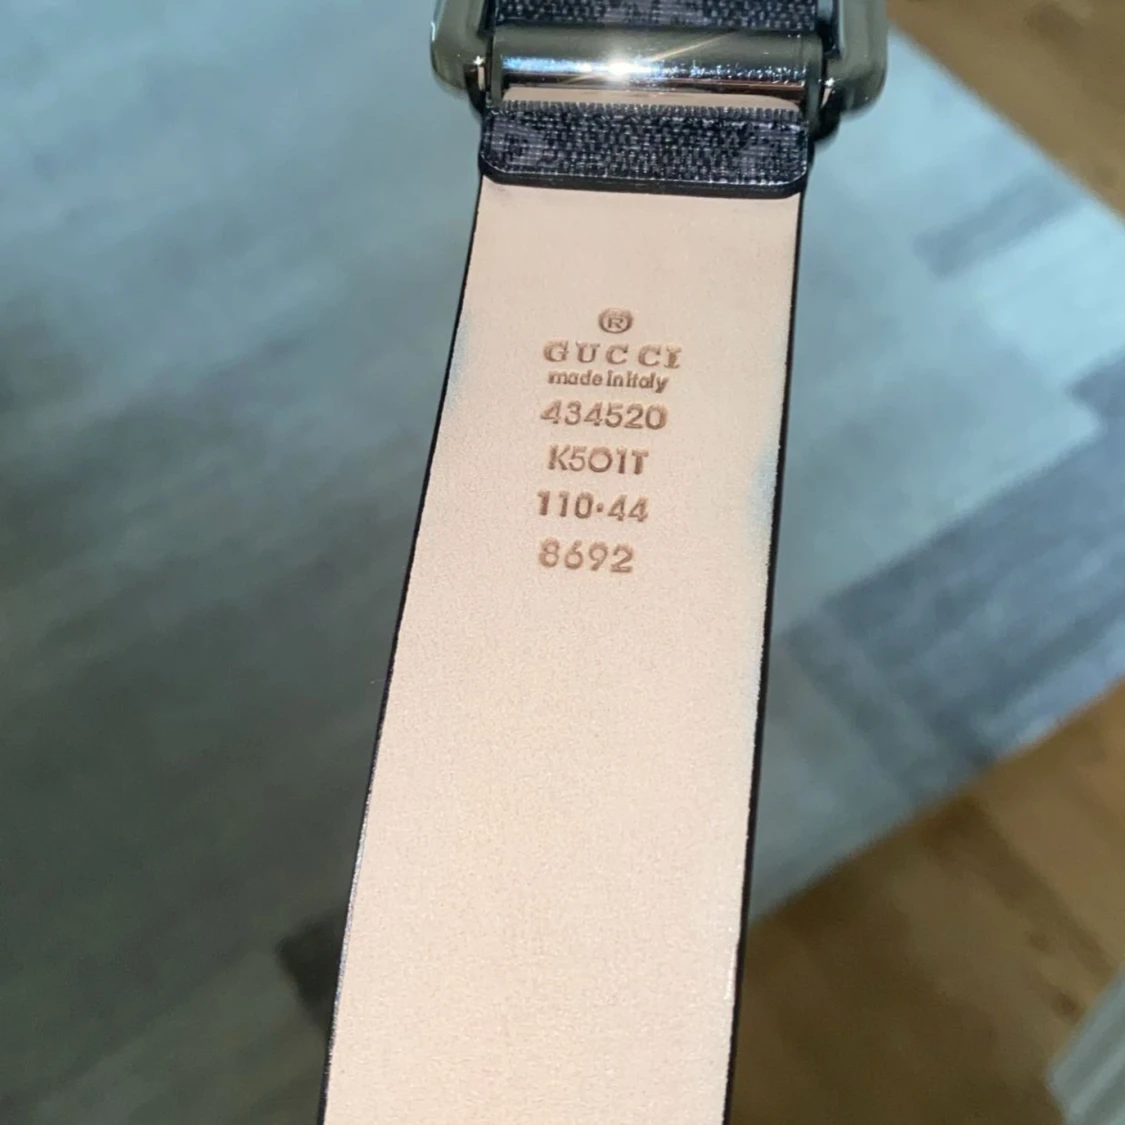 ®
GUCCI
made in italy
434520
K501T
110·44
8692